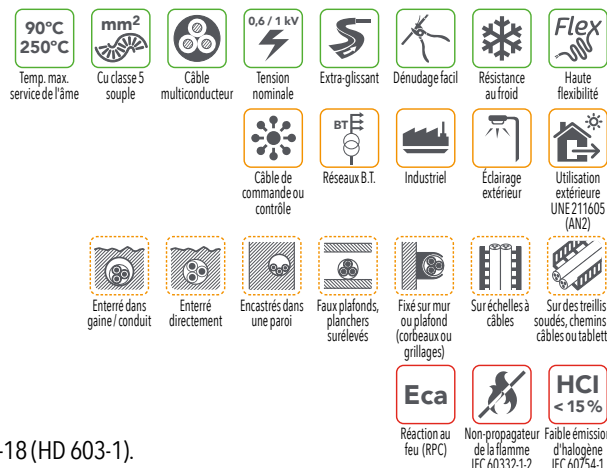 90°C
250°C
mm²
0,6 / 1 kV
Flex
Temp. max.
service de l'âme
Cu classe 5
souple
Câble
multiconducteur
Tension
nominale
Extra-glissant
Dénudage facil
Résistance
au froid
Haute
flexibilité
BT
Câble de
commande ou
contrôle
Réseaux B.T.
Industriel
Éclairage
extérieur
Utilisation
extérieure
UNE 211605
(AN2)
Enterré dans
gaine / conduit
Enterré
directement
Encastrés dans
une paroi
Faux plafonds,
planchers
surélevés
Fixé sur mur
ou plafond
(corbeaux ou
grillages)
Sur échelles à
câbles
Sur des treillis
soudés, chemins
câbles ou tablett
Eca
HCl
< 15%
Réaction au
feu (RPC)
Non-propagateur
de la flamme
IEC 60332-1-2
Faible émission
d'halogène
IEC 60754-1
-18 (HD 603-1).